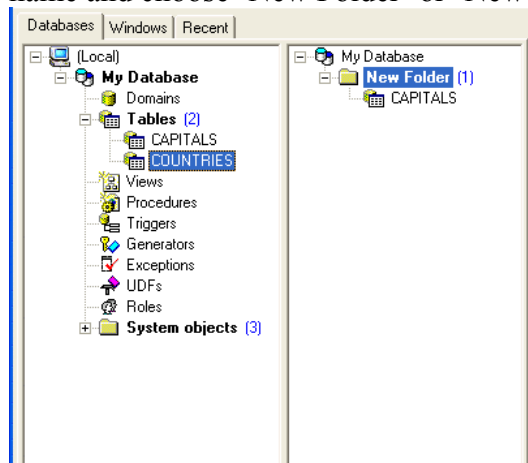 name and choose 'New Folder' or 'New
Databases Windows Recent
(Local)
My Database
Domains
Tables (2)
CAPITALS
COUNTRIES
Views
Procedures
Triggers
Generators
Exceptions
UDFs
Roles
System objects (3)
My Database
New Folder (1)
CAPITALS